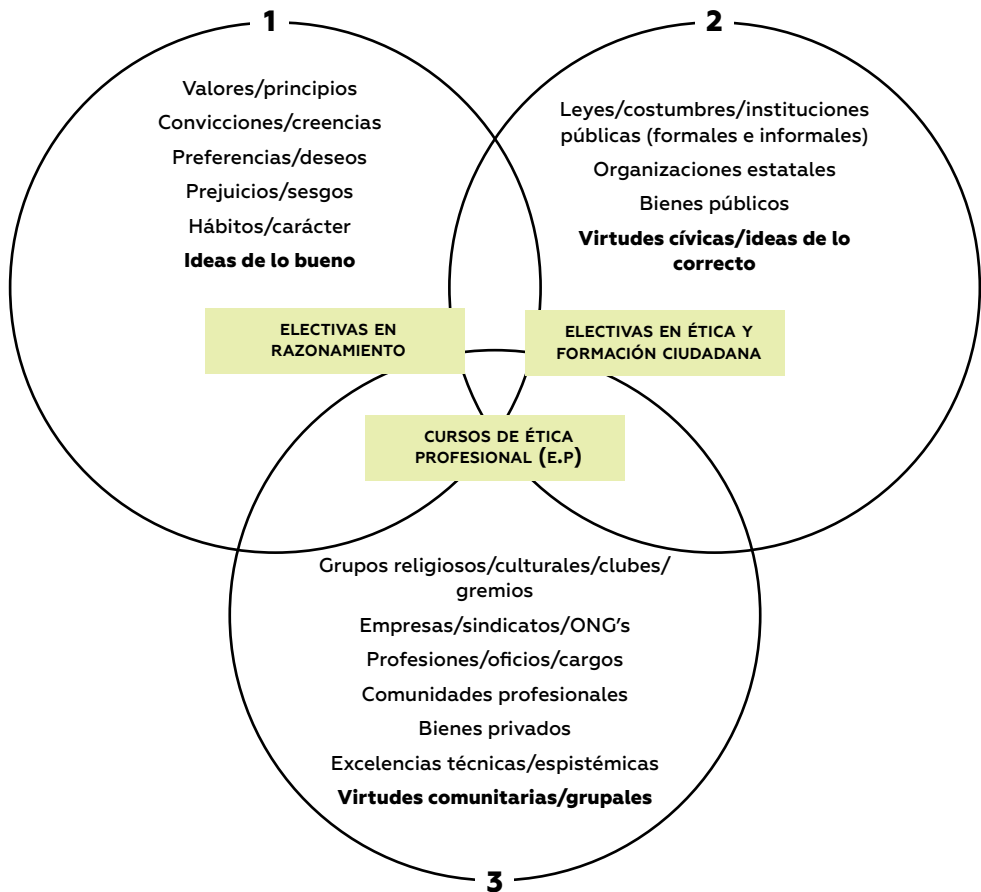 1
Valores/principios
Convicciones/creencias
Preferencias/deseos
Prejuicios/sesgos
Hábitos/carácter
Ideas de lo bueno
2
Leyes/costumbres/instituciones
públicas (formales e informales)
Organizaciones estatales
Bienes públicos
Virtudes cívicas/ideas de lo
correcto
ELECTIVAS EN
RAZONAMIENTO
ELECTIVAS EN ÉTICA Y
FORMACIÓN CIUDADANA
CURSOS DE ÉTICA
PROFESIONAL (E.P)
Grupos religiosos/culturales/clubes/
gremios
Empresas/sindicatos/ONG’s
Profesiones/oficios/cargos
Comunidades profesionales
Bienes privados
Excelencias técnicas/espistémicas
Virtudes comunitarias/grupales
3